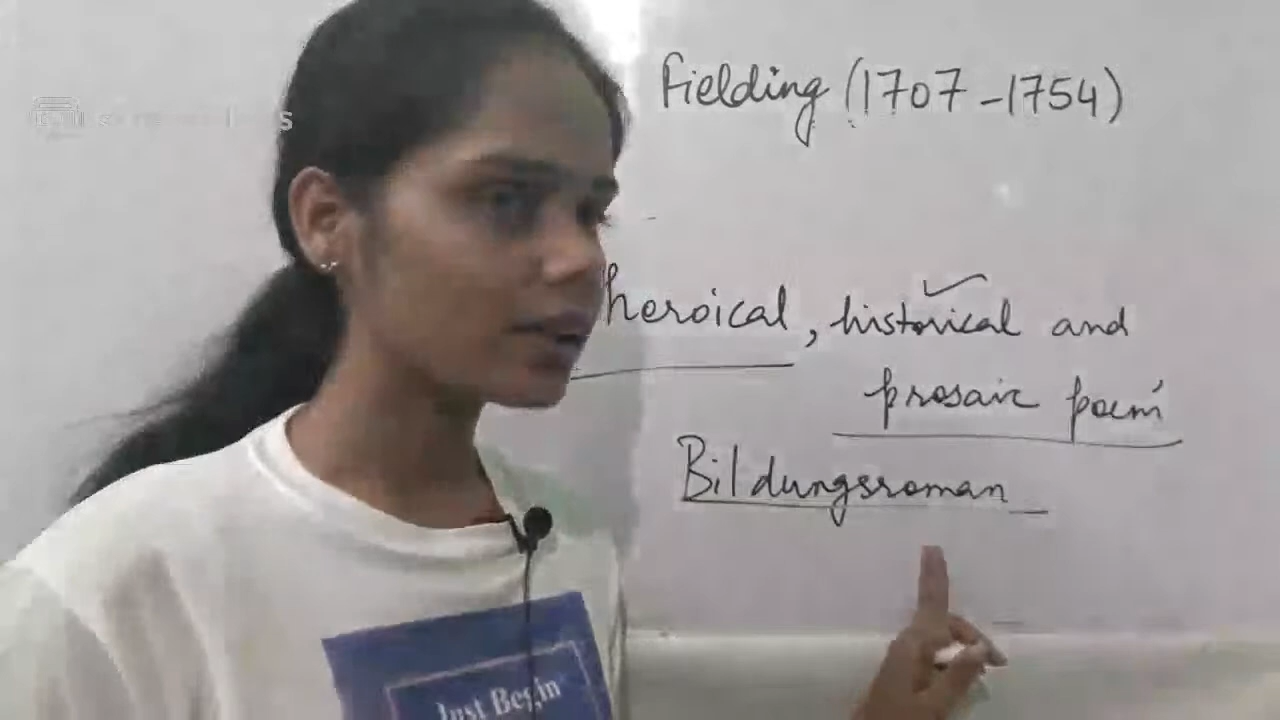 Fielding (1707-1754)
heroical, historical and
prosaic poem'
Bildungsroman
Just Begin